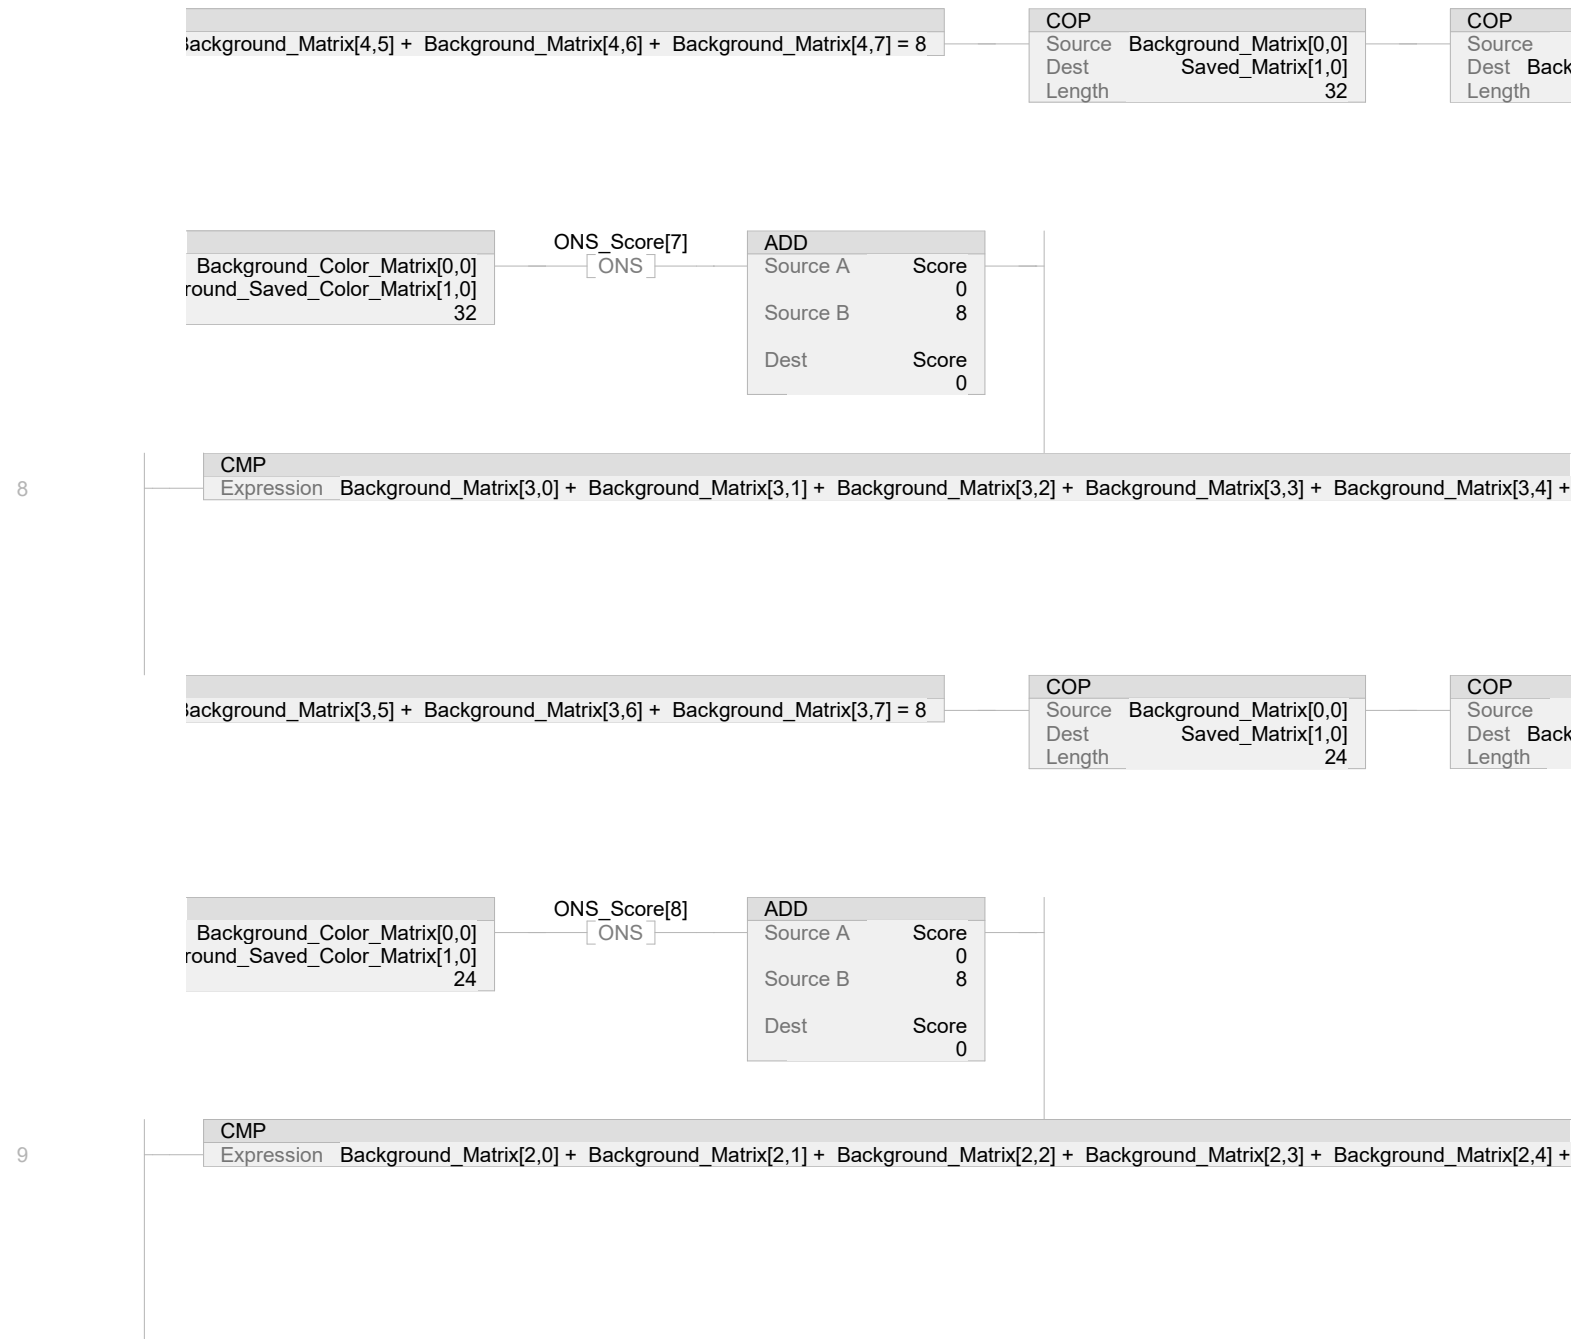 Background_Matrix[4,5] + Background_Matrix[4,6] + Background_Matrix[4,7] = 8
COP
Source Background_Matrix[0,0]
Dest Saved_Matrix[1,0]
Length 32
COP
Source
Dest Back
Length
Background_Color_Matrix[0,0]
round_Saved_Color_Matrix[1,0]
32
ONS_Score[7]
ONS
ADD
Source A Score
0
Source B 8
Dest Score
0
8
CMP
Expression Background_Matrix[3,0] + Background_Matrix[3,1] + Background_Matrix[3,2] + Background_Matrix[3,3] + Background_Matrix[3,4] +
Background_Matrix[3,5] + Background_Matrix[3,6] + Background_Matrix[3,7] = 8
COP
Source Background_Matrix[0,0]
Dest Saved_Matrix[1,0]
Length 24
COP
Source
Dest Back
Length
Background_Color_Matrix[0,0]
round_Saved_Color_Matrix[1,0]
24
ONS_Score[8]
ONS
ADD
Source A Score
0
Source B 8
Dest Score
0
9
CMP
Expression Background_Matrix[2,0] + Background_Matrix[2,1] + Background_Matrix[2,2] + Background_Matrix[2,3] + Background_Matrix[2,4] +